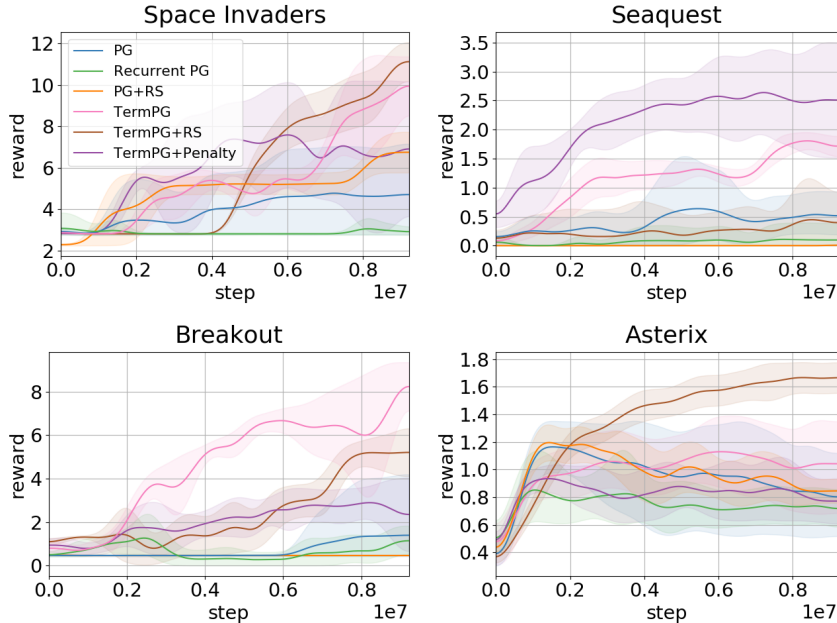 Space Invaders
12
10
8
6
4
2
reward
PG
Recurrent PG
PG+RS
TermPG
TermPG+RS
TermPG+Penalty
0.0 0.2 0.4 0.6 0.8
step
1e7
Seaquest
3.5
3.0
2.5
2.0
1.5
1.0
0.5
0.0
reward
0.0 0.2 0.4 0.6 0.8
step
1e7
Breakout
8
6
4
2
0
reward
0.0 0.2 0.4 0.6 0.8
step
1e7
Asterix
1.8
1.6
1.4
1.2
1.0
0.8
0.6
0.4
reward
0.0 0.2 0.4 0.6 0.8
step
1e7